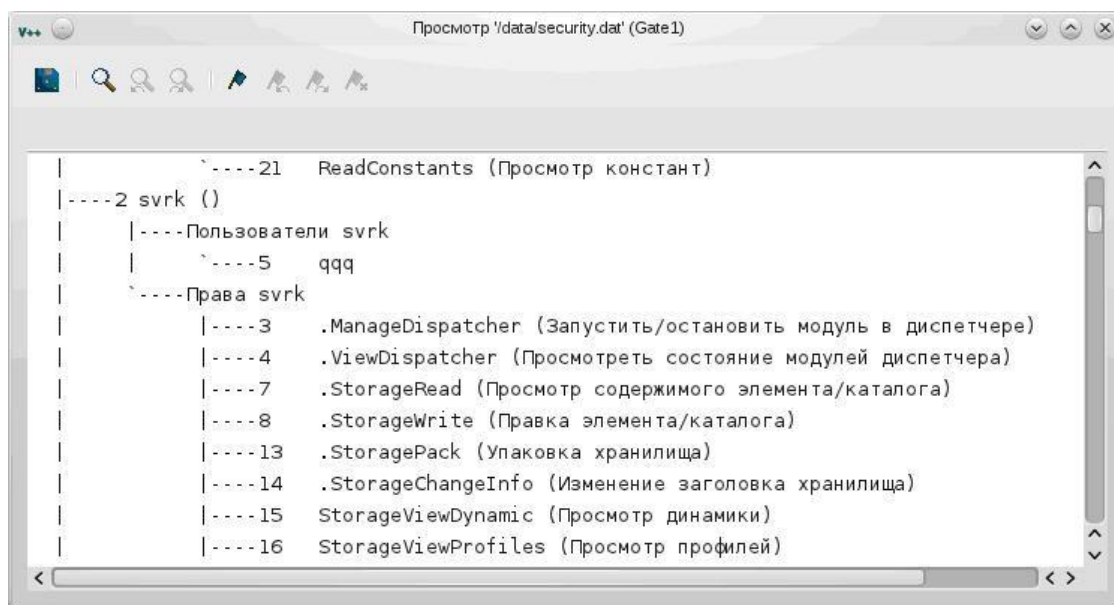 V++
Просмотр '/data/security.dat' (Gate1)
|          `----21   ReadConstants (Просмотр констант)
|----2 svrk ()
|     |----Пользователи svrk
|     |     `----5    qqq
|     `----Права svrk
|           |----3    .ManageDispatcher (Запустить/остановить модуль в диспетчере)
|           |----4    .ViewDispatcher (Просмотреть состояние модулей диспетчера)
|           |----7    .StorageRead (Просмотр содержимого элемента/каталога)
|           |----8    .StorageWrite (Правка элемента/каталога)
|           |----13   .StoragePack (Упаковка хранилища)
|           |----14   .StorageChangeInfo (Изменение заголовка хранилища)
|           |----15   StorageViewDynamic (Просмотр динамики)
|           |----16   StorageViewProfiles (Просмотр профилей)